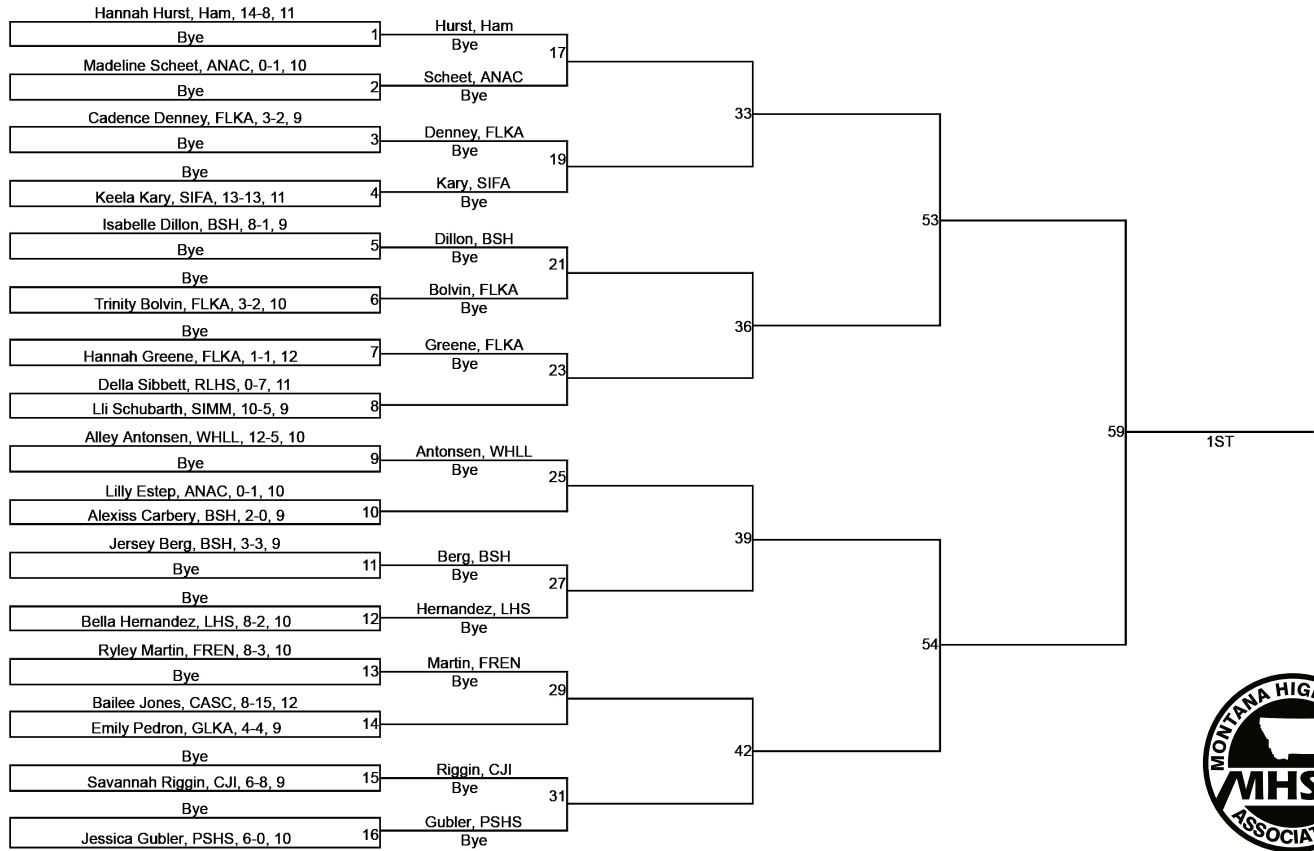 Hannah Hurst, Ham, 14-8, 11
Bye
1
Hurst, Ham
Bye
17
Madeline Scheet, ANAC, 0-1, 10
Bye
2
Scheet, ANAC
Bye
33
Cadence Denney, FLKA, 3-2, 9
Bye
3
Denney, FLKA
Bye
19
Bye
Keela Kary, SIFA, 13-13, 11
4
Kary, SIFA
Bye
53
Isabelle Dillon, BSH, 8-1, 9
Bye
5
Dillon, BSH
Bye
21
Bye
Trinity Bolvin, FLKA, 3-2, 10
6
Bolvin, FLKA
Bye
36
Bye
Hannah Greene, FLKA, 1-1, 12
7
Greene, FLKA
Bye
23
Della Sibbett, RLHS, 0-7, 11
Lli Schubarth, SIMM, 10-5, 9
8
59
1ST
Alley Antonsen, WHLL, 12-5, 10
Bye
9
Antonsen, WHLL
Bye
25
Lilly Estep, ANAC, 0-1, 10
Alexiss Carbery, BSH, 2-0, 9
10
39
Jersey Berg, BSH, 3-3, 9
Bye
11
Berg, BSH
Bye
27
Bye
Bella Hernandez, LHS, 8-2, 10
12
Hernandez, LHS
Bye
54
Ryley Martin, FREN, 8-3, 10
Bye
13
Martin, FREN
Bye
29
Bailee Jones, CASC, 8-15, 12
Emily Pedron, GLKA, 4-4, 9
14
42
Bye
Savannah Riggin, CJI, 6-8, 9
15
Riggin, CJI
Bye
31
Bye
Jessica Gubler, PSHS, 6-0, 10
16
Gubler, PSHS
Bye
MONTANA HIG
MHS
ASSOCIAT